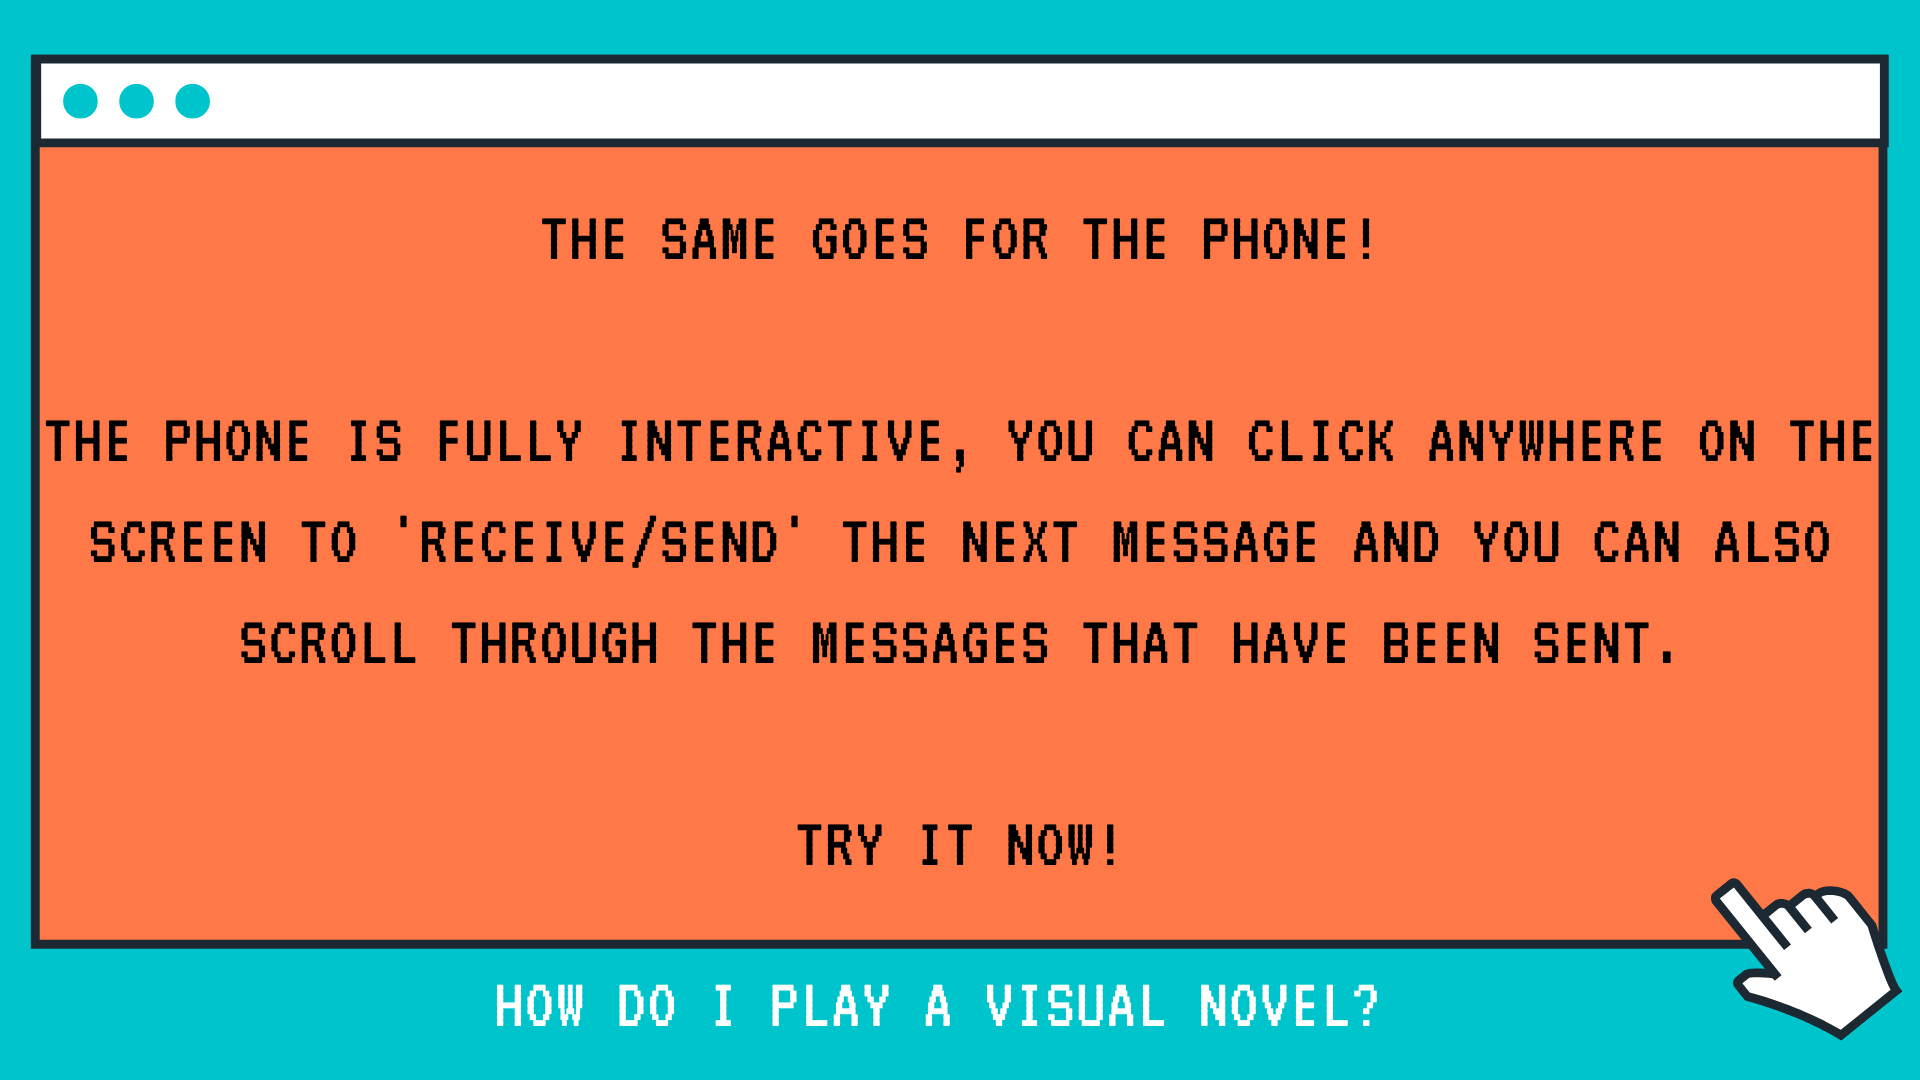 THE SAME GOES FOR THE PHONE!
THE PHONE IS FULLY INTERACTIVE, YOU CAN CLICK ANYWHERE ON THE
SCREEN TO 'RECEIVE/SEND' THE NEXT MESSAGE AND YOU CAN ALSO
SCROLL THROUGH THE MESSAGES THAT HAVE BEEN SENT.
TRY IT NOW!
HOW DO I PLAY A VISUAL NOVEL?